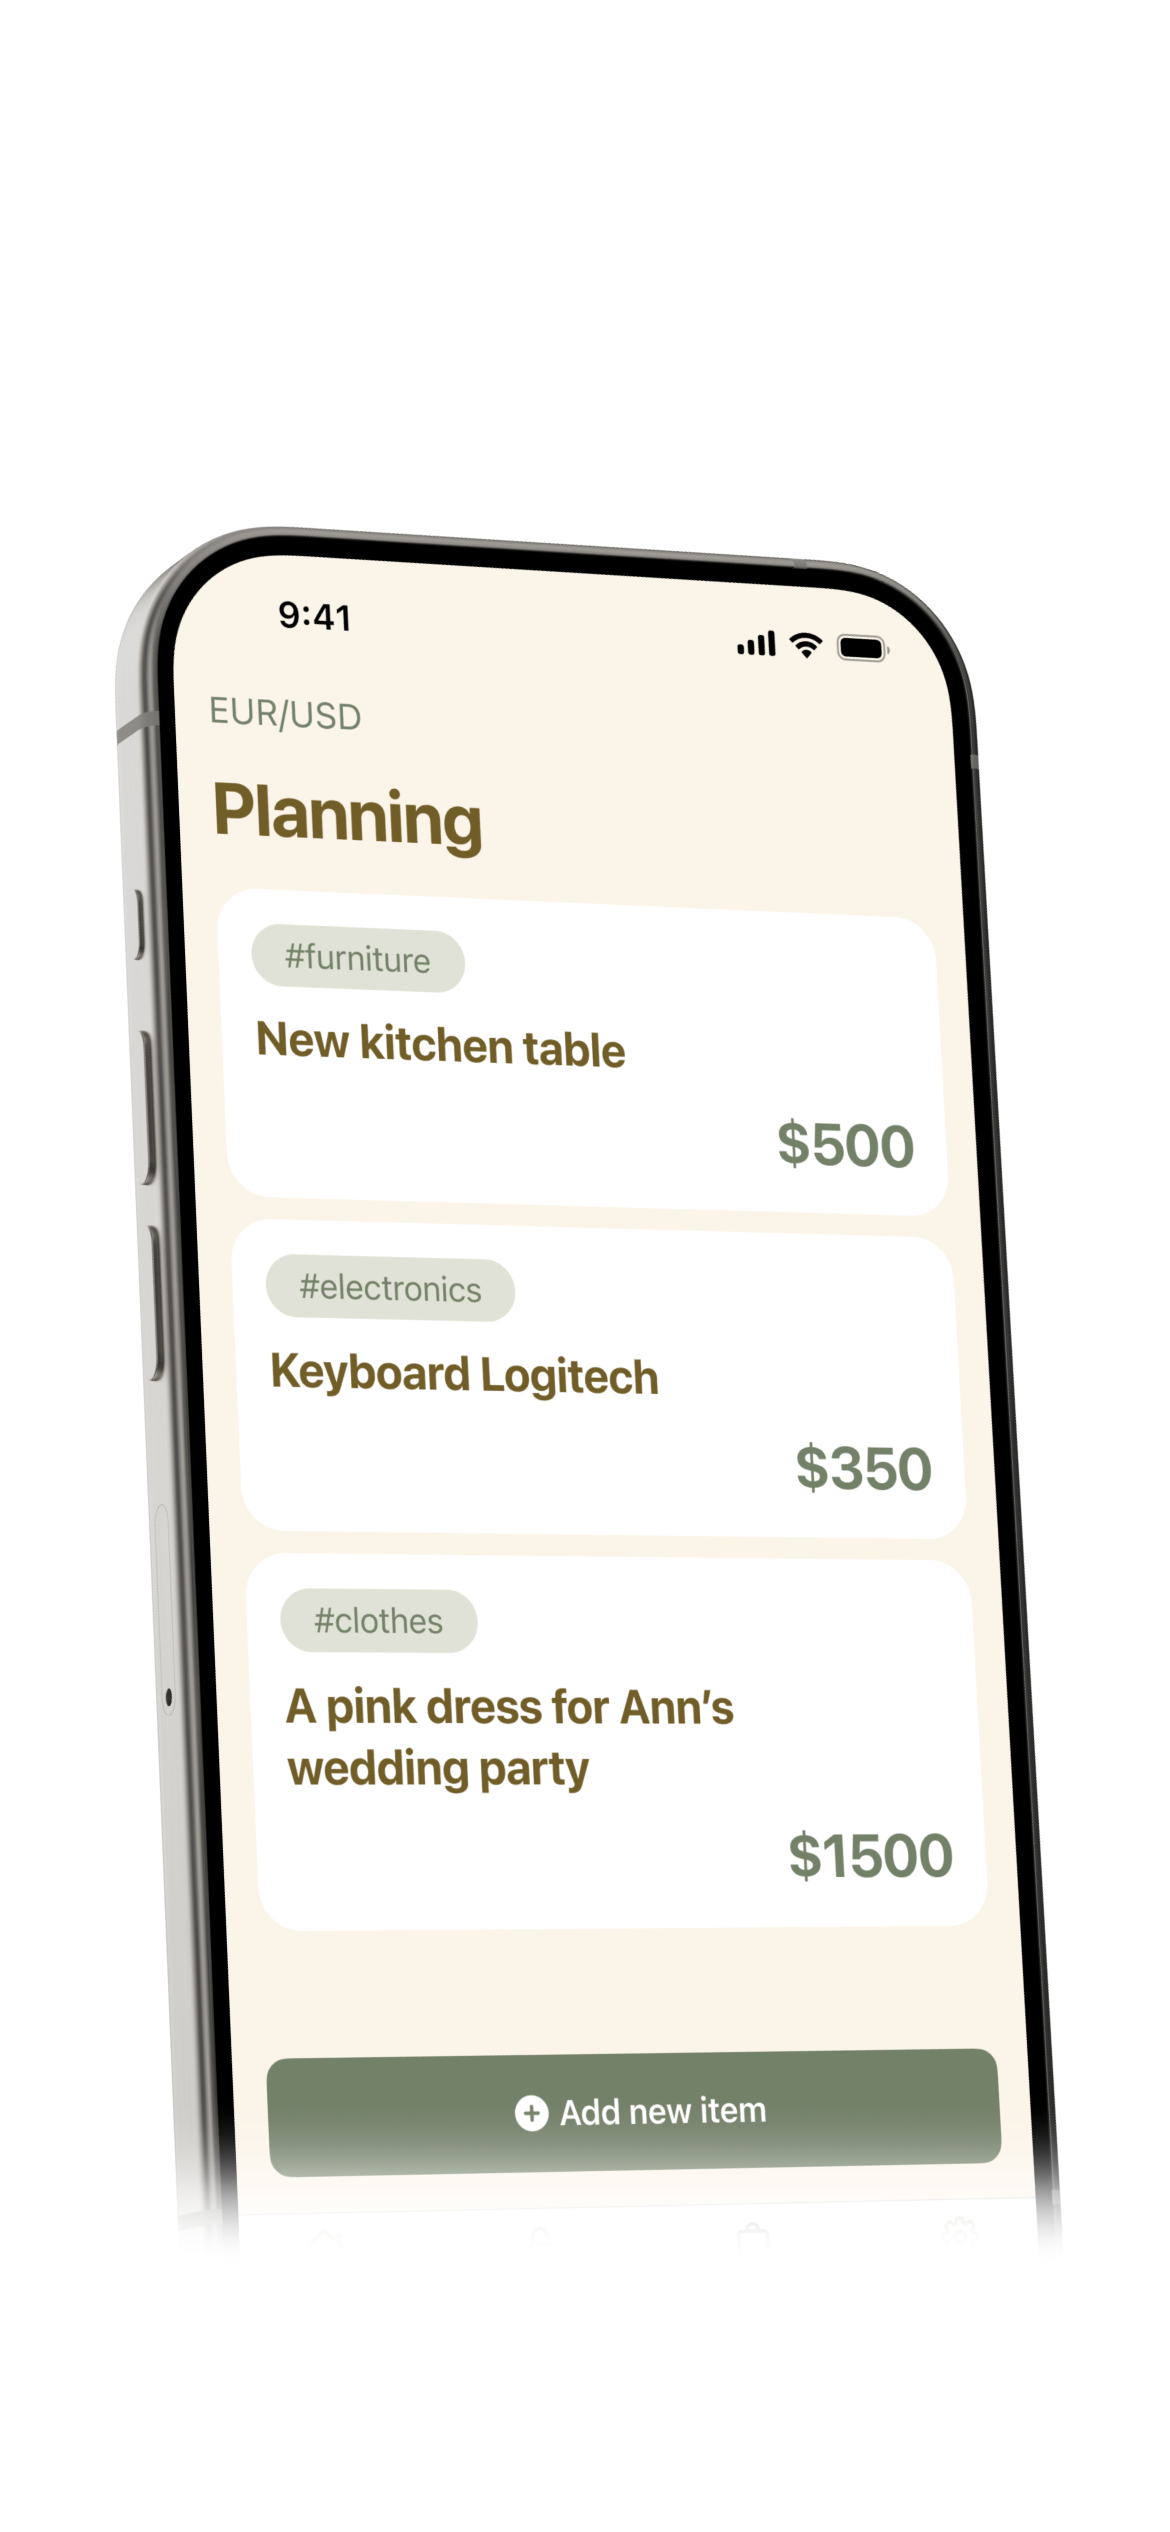 9:41
EUR/USD
Planning
#furniture
New kitchen table
$500
#electronics
Keyboard Logitech
$350
#clothes
A pink dress for Ann’s
wedding party
$1500
Add new item